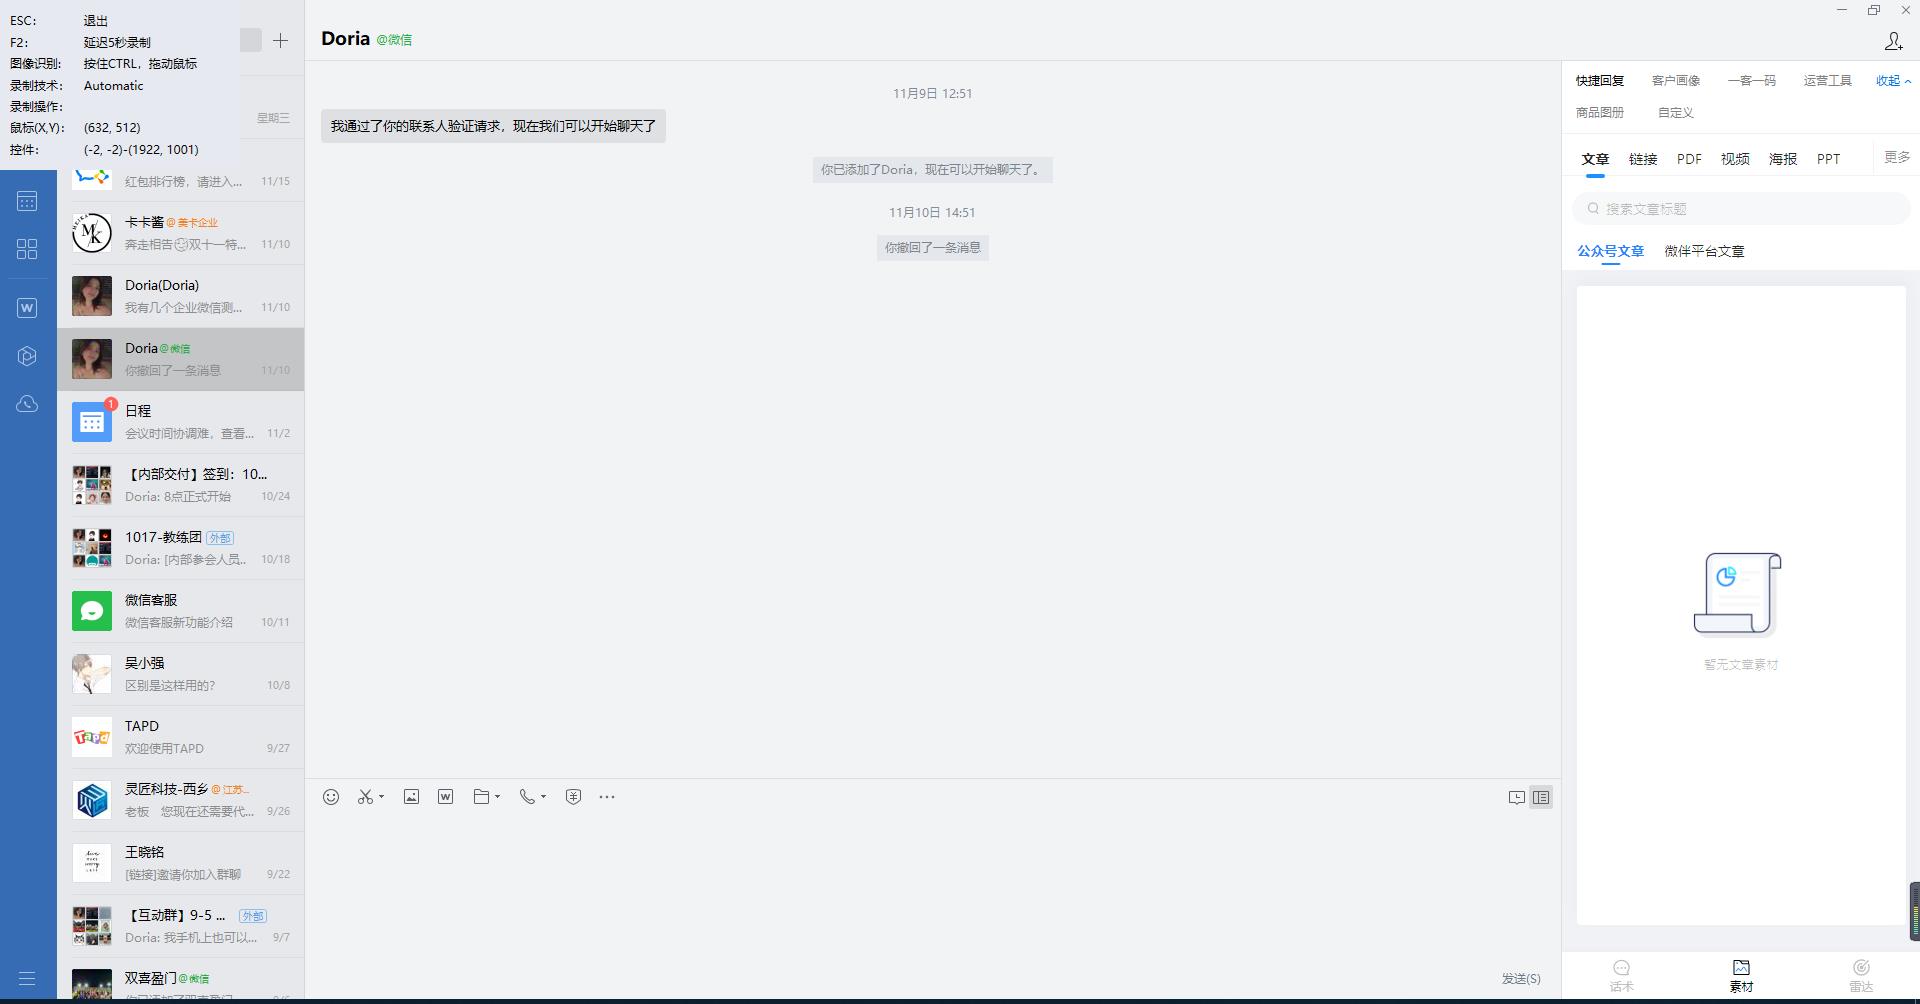 ESC: 退出
F2: 延迟5秒录制
图像识别: 按住CTRL，拖动鼠标
录制技术: Automatic
录制操作:
鼠标(X,Y): (632, 512)
控件: (-2, -2)-(1922, 1001)
星期三
红包排行榜，请进入... 11/15
卡卡酱@美卡企业
奔走相告双十一特... 11/10
Doria(Doria)
我有几个企业微信测... 11/10
Doria@微信
你撤回了一条消息 11/10
1
日程
会议时间协调难，查看... 11/2
【内部交付】签到：10...
Doria: 8点正式开始 10/24
1017-教练团 外部
Doria: [内部参会人员.. 10/18
微信客服
微信客服新功能介绍 10/11
吴小强
区别是这样用的? 10/8
TAPD
欢迎使用TAPD 9/27
灵匠科技-西乡@江苏...
老板 您现在还需要代... 9/26
王晓铭
[链接]邀请你加入群聊 9/22
【互动群】9-5 ... 外部
Doria: 我手机上也可以... 9/7
双喜盈门@微信
Doria @微信
11月9日 12:51
我通过了你的联系人验证请求，现在我们可以开始聊天了
你已添加了Doria，现在可以开始聊天了。
11月10日 14:51
你撤回了一条消息
发送(S)
快捷回复 客户画像 一客一码 运营工具 收起
商品图册 自定义
文章 链接 PDF 视频 海报 PPT 更多
搜索文章标题
公众号文章 微伴平台文章
暂无文章素材
话术 素材 雷达